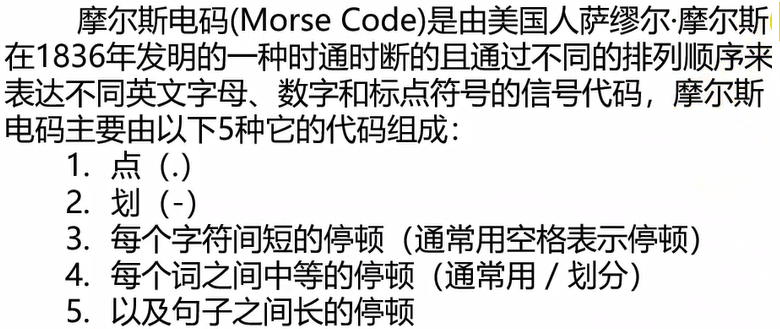 摩尔斯电码(Morse Code)是由美国人萨缪尔·摩尔斯
在1836年发明的一种时通时断的且通过不同的排列顺序来
表达不同英文字母、数字和标点符号的信号代码，摩尔斯
电码主要由以下5种它的代码组成：
1. 点（.）
2. 划（-）
3. 每个字符间短的停顿（通常用空格表示停顿）
4. 每个词之间中等的停顿（通常用 / 划分）
5. 以及句子之间长的停顿